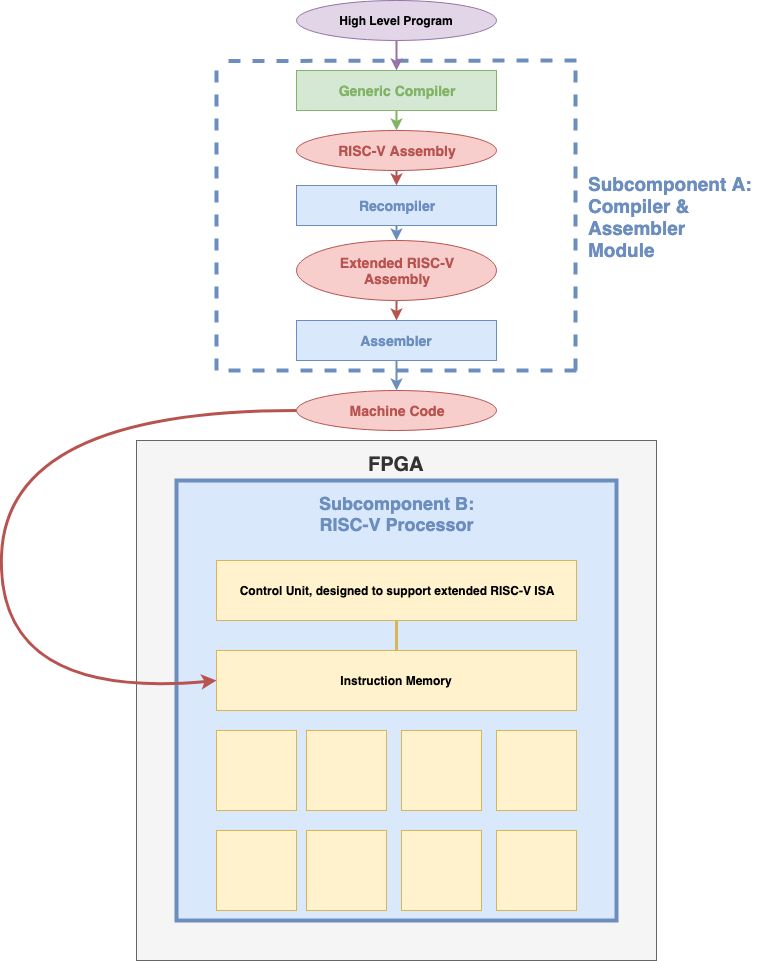 High Level Program
Generic Compiler
RISC-V Assembly
Recompiler
Extended RISC-V
Assembly
Assembler
Subcomponent A:
Compiler &
Assembler
Module
Machine Code
FPGA
Subcomponent B:
RISC-V Processor
Control Unit, designed to support extended RISC-V ISA
Instruction Memory